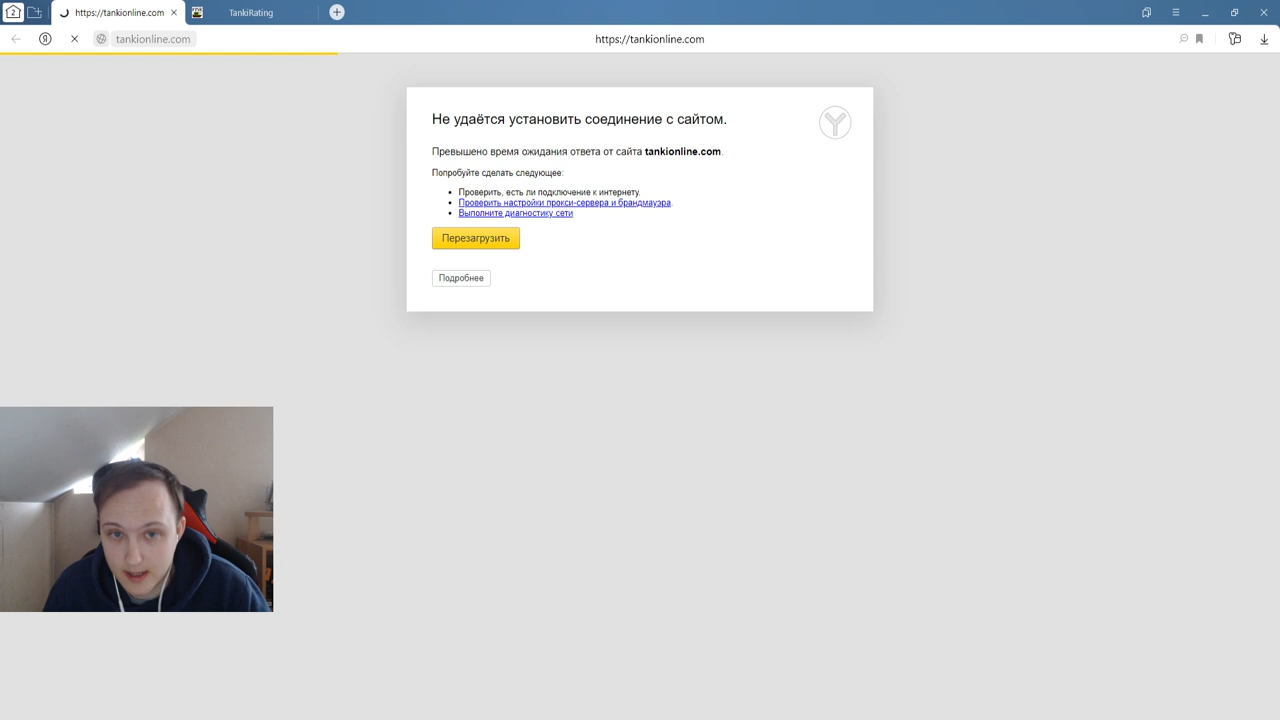 2
https://tankionline.com
TankiRating
Я
tankionline.com
https://tankionline.com
Не удаётся установить соединение с сайтом.
Превышено время ожидания ответа от сайта tankionline.com.
Попробуйте сделать следующее:
Проверить, есть ли подключение к интернету.
Проверить настройки прокси-сервера и брандмауэра.
Выполните диагностику сети
Перезагрузить
Подробнее